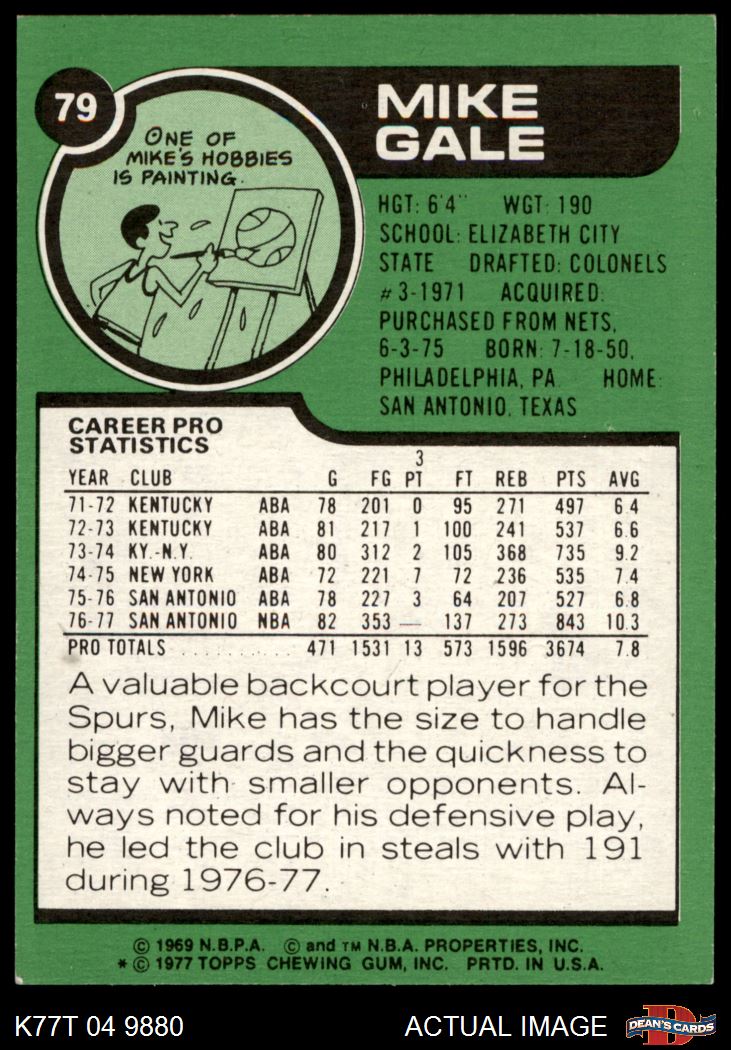 79
ONE OF
MIKE'S HOBBIES
IS PAINTING.
MIKE
GALE
HGT: 6'4" WGT: 190
SCHOOL: ELIZABETH CITY
STATE DRAFTED: COLONELS
#3-1971 ACQUIRED:
PURCHASED FROM NETS,
6-3-75 BORN: 7-18-50,
PHILADELPHIA, PA. HOME:
SAN ANTONIO, TEXAS
CAREER PRO
STATISTICS
YEAR CLUB G FG 3 PT FT REB PTS AVG
71-72 KENTUCKY ABA 78 201 0 95 271 497 6.4
72-73 KENTUCKY ABA 81 217 1 100 241 537 6.6
73-74 KY.-N.Y. ABA 80 312 2 105 368 735 9.2
74-75 NEW YORK ABA 72 221 7 72 236 535 7.4
75-76 SAN ANTONIO ABA 78 227 3 64 207 527 6.8
76-77 SAN ANTONIO NBA 82 353 — 137 273 843 10.3
PRO TOTALS . . . . . . . . . . 471 1531 13 573 1596 3674 7.8
A valuable backcourt player for the
Spurs, Mike has the size to handle
bigger guards and the quickness to
stay with smaller opponents. Al-
ways noted for his defensive play,
he led the club in steals with 191
during 1976-77.
© 1969 N.B.P.A. © and TM N.B.A. PROPERTIES, INC.
* © 1977 TOPPS CHEWING GUM, INC. PRTD. IN U.S.A.
K77T 04 9880 ACTUAL IMAGE DEAN'S CARDS